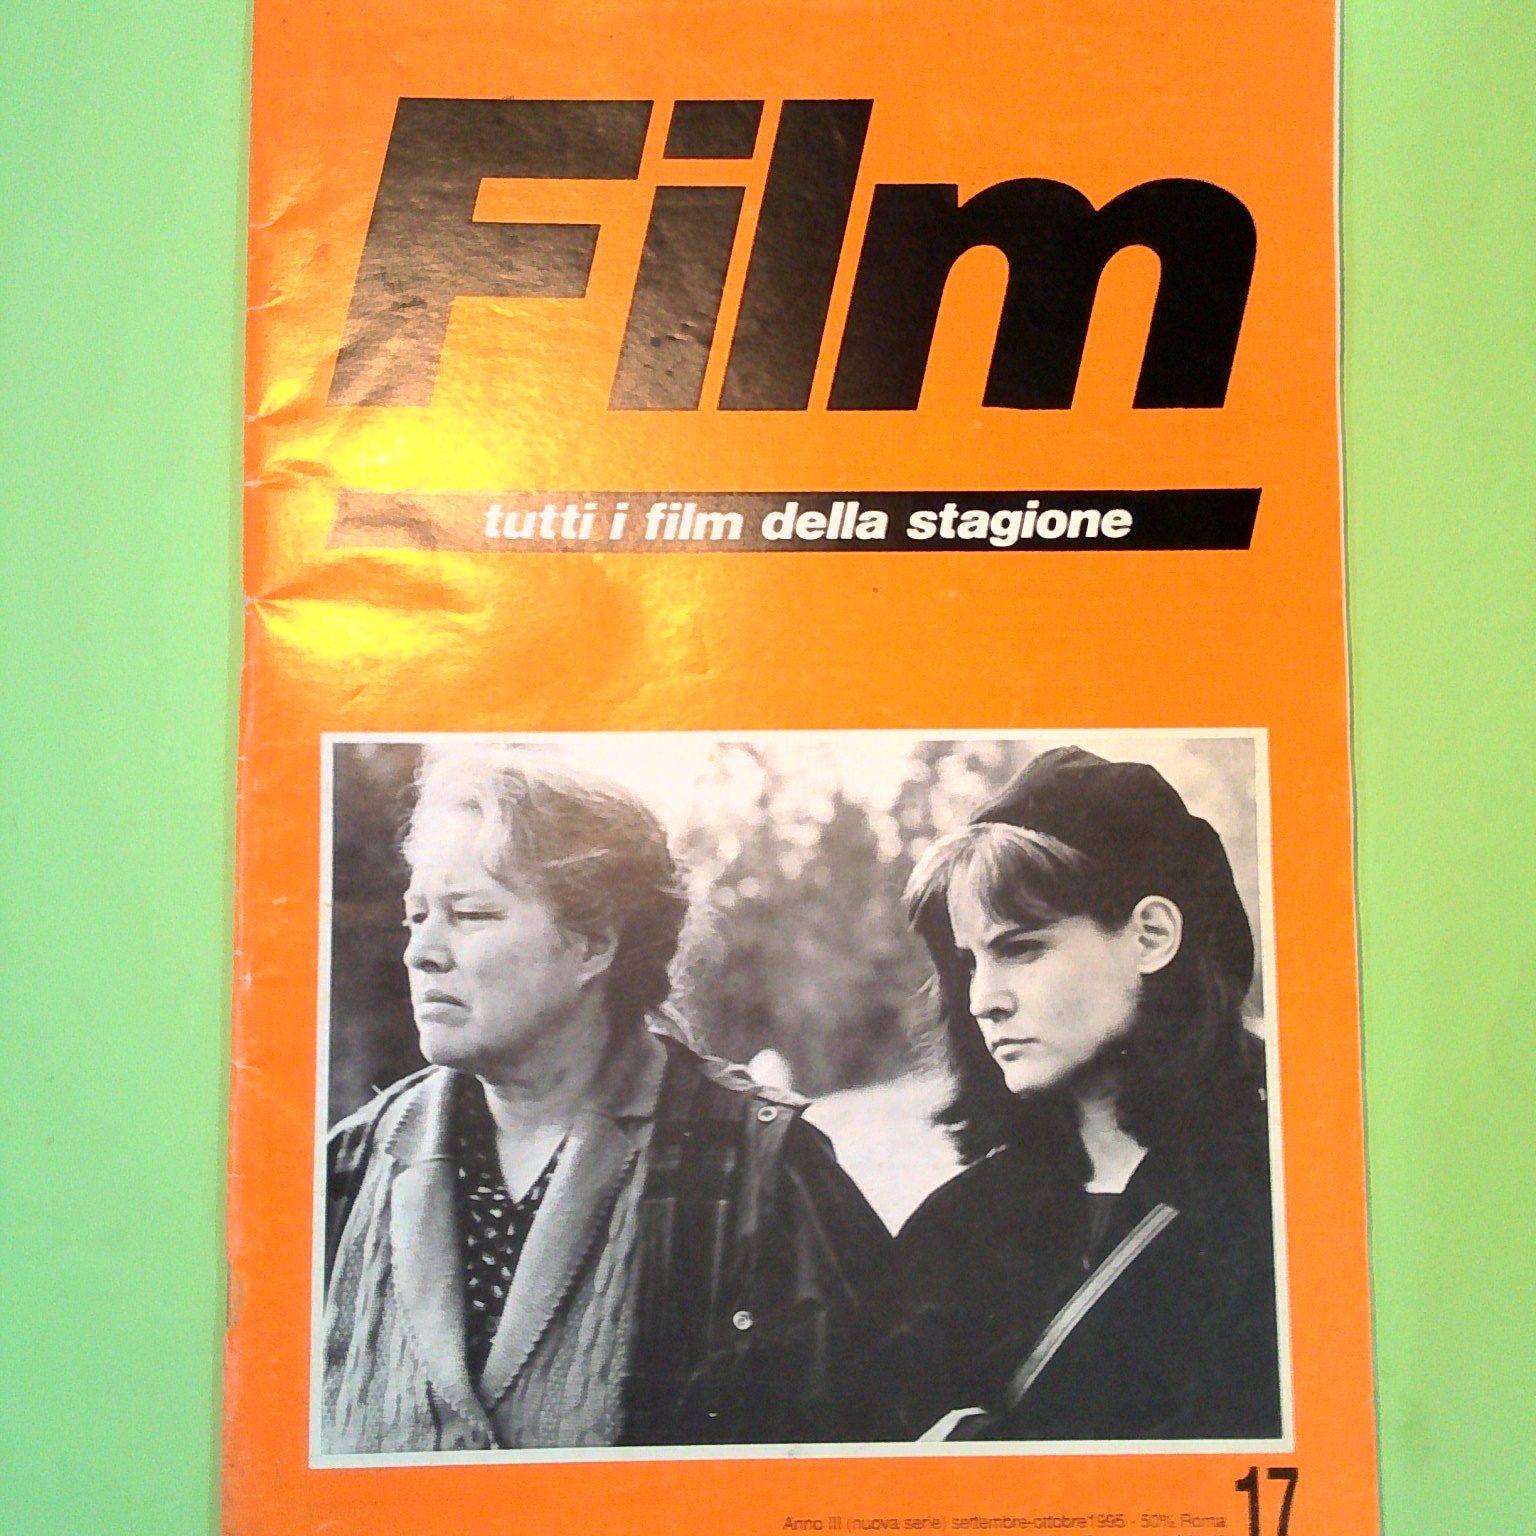 Film
tutti i film della stagione
17
Anno III (nuova serie) settembre-ottobre 1995 - 50% Roma